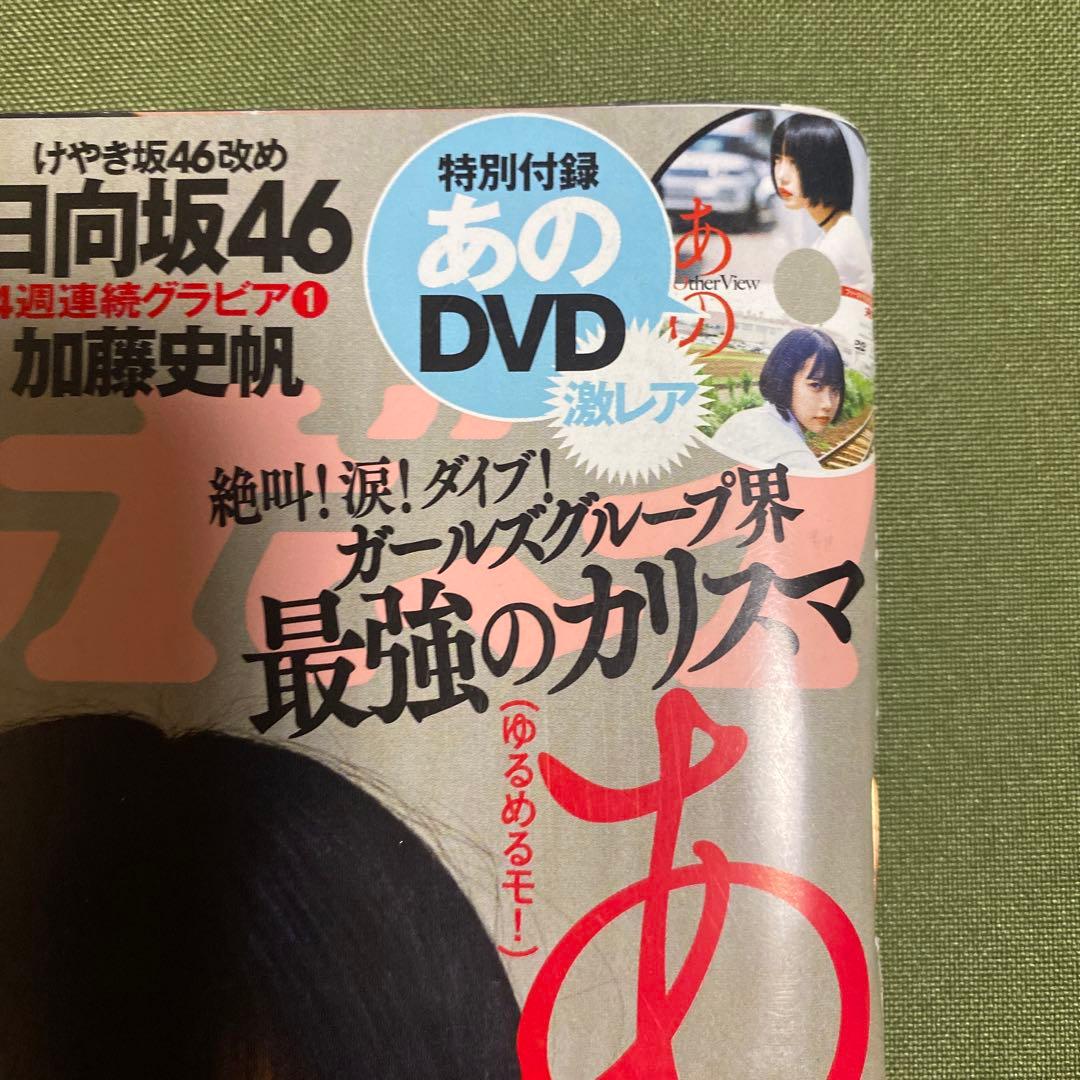 けやき坂46改め
日向坂46
4週連続グラビア❶
加藤史帆
特別付録
あの
DVD
激レア
あの
Other View
絶叫！涙！ダイブ！
ガールズグループ界
最強のカリスマ
（ゆるめるモ！）
あ